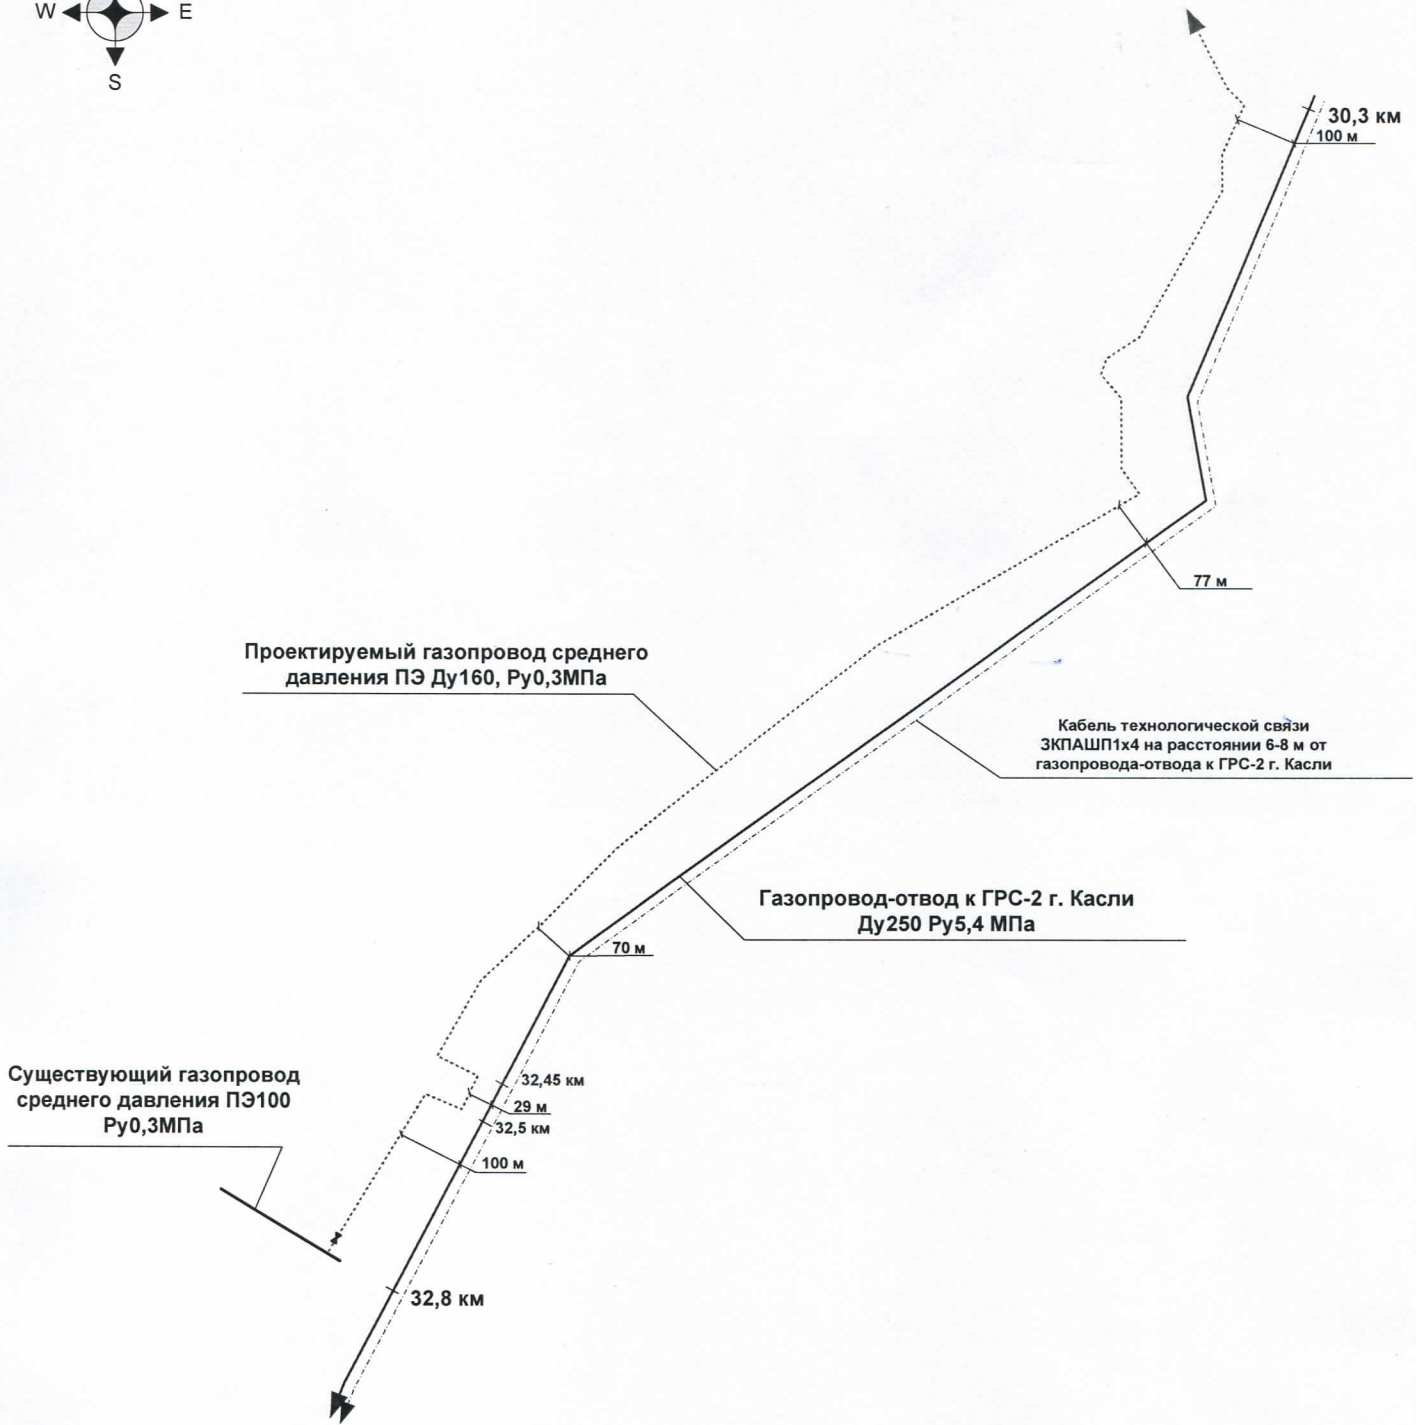 W E
S
30,3 км
100 м
77 м
Проектируемый газопровод среднего
давления ПЭ Ду160, Ру0,3МПа
Кабель технологической связи
ЗКПАШП1х4 на расстоянии 6-8 м от
газопровода-отвода к ГРС-2 г. Касли
Газопровод-отвод к ГРС-2 г. Касли
Ду250 Ру5,4 МПа
70 м
Существующий газопровод
среднего давления ПЭ100
Ру0,3МПа
32,45 км
29 м
32,5 км
100 м
32,8 км